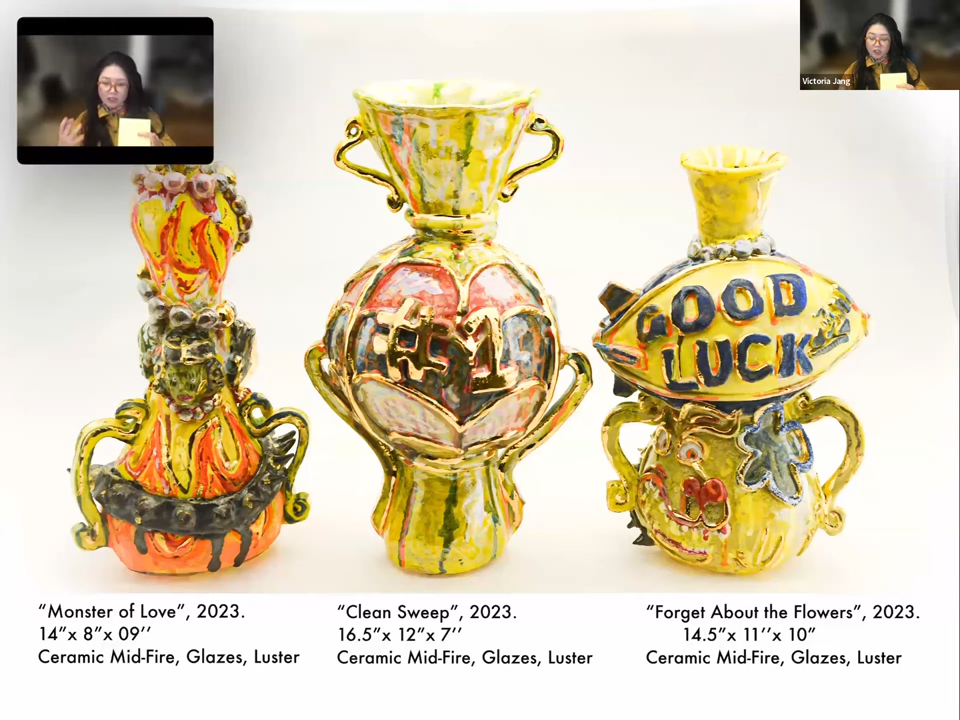 Victoria Jang
#1
GOOD
LUCK
“Monster of Love”, 2023.
14”x 8”x 09’’
Ceramic Mid-Fire, Glazes, Luster
“Clean Sweep”, 2023.
16.5”x 12”x 7’’
Ceramic Mid-Fire, Glazes, Luster
“Forget About the Flowers”, 2023.
14.5”x 11’’x 10”
Ceramic Mid-Fire, Glazes, Luster